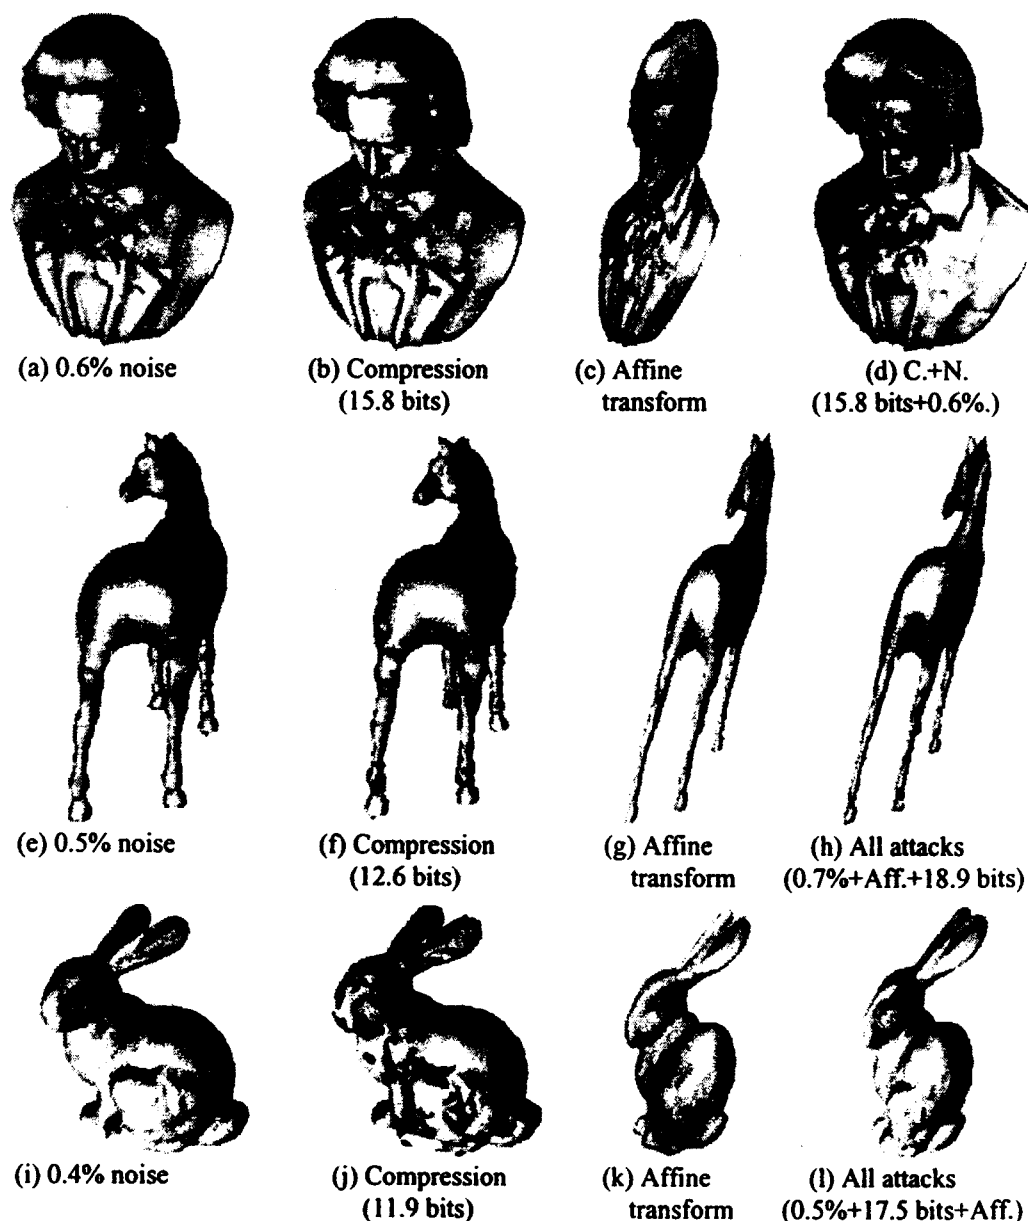 (a) 0.6% noise
(b) Compression
(15.8 bits)
(c) Affine
transform
(d) C.+N.
(15.8 bits+0.6%.)
(e) 0.5% noise
(f) Compression
(12.6 bits)
(g) Affine
transform
(h) All attacks
(0.7%+Aff.+18.9 bits)
(i) 0.4% noise
(j) Compression
(11.9 bits)
(k) Affine
transform
(l) All attacks
(0.5%+17.5 bits+Aff.)